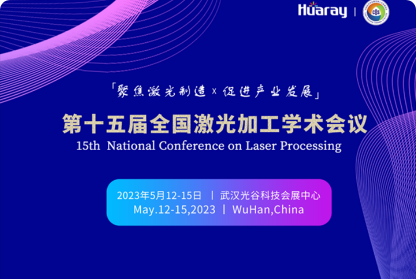 Huaray
「聚焦激光制造 × 促进产业发展」
第十五届全国激光加工学术会议
15th National Conference on Laser Processing
2023年5月12-15日 | 武汉光谷科技会展中心
May.12-15,2023 | WuHan,China